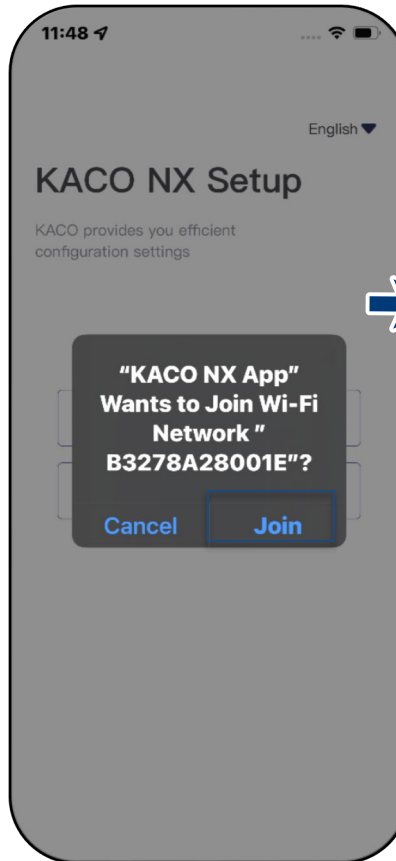 11:48
English
KACO NX Setup
KACO provides you efficient
configuration settings
“KACO NX App”
Wants to Join Wi-Fi
Network ”
B3278A28001E”?
Cancel Join